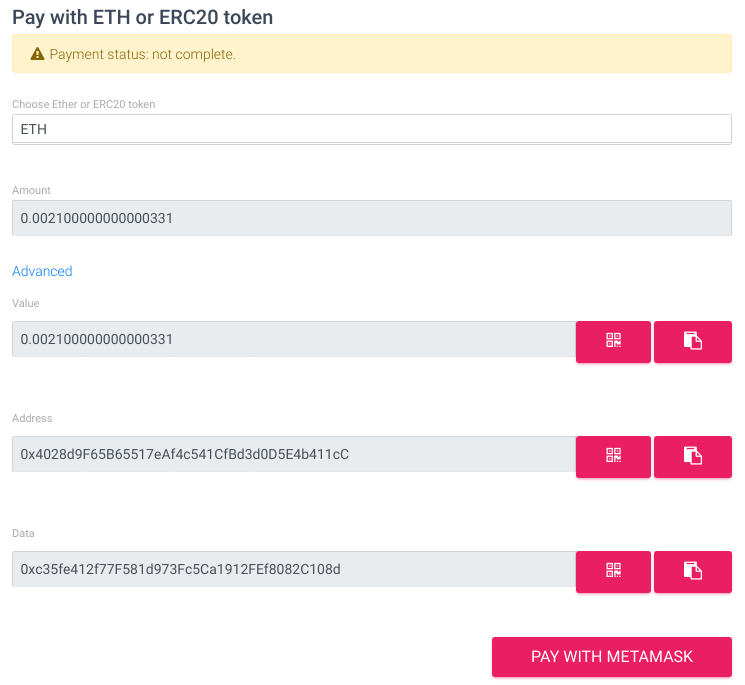 Pay with ETH or ERC20 token
Payment status: not complete.
Choose Ether or ERC20 token
ETH
Amount
0.002100000000000331
Advanced
Value
0.002100000000000331
Address
0x4028d9F65B65517eAf4c541CfBd3d0D5E4b411cC
Data
0xc35fe412f77F581d973Fc5Ca1912FEf8082C108d
PAY WITH METAMASK